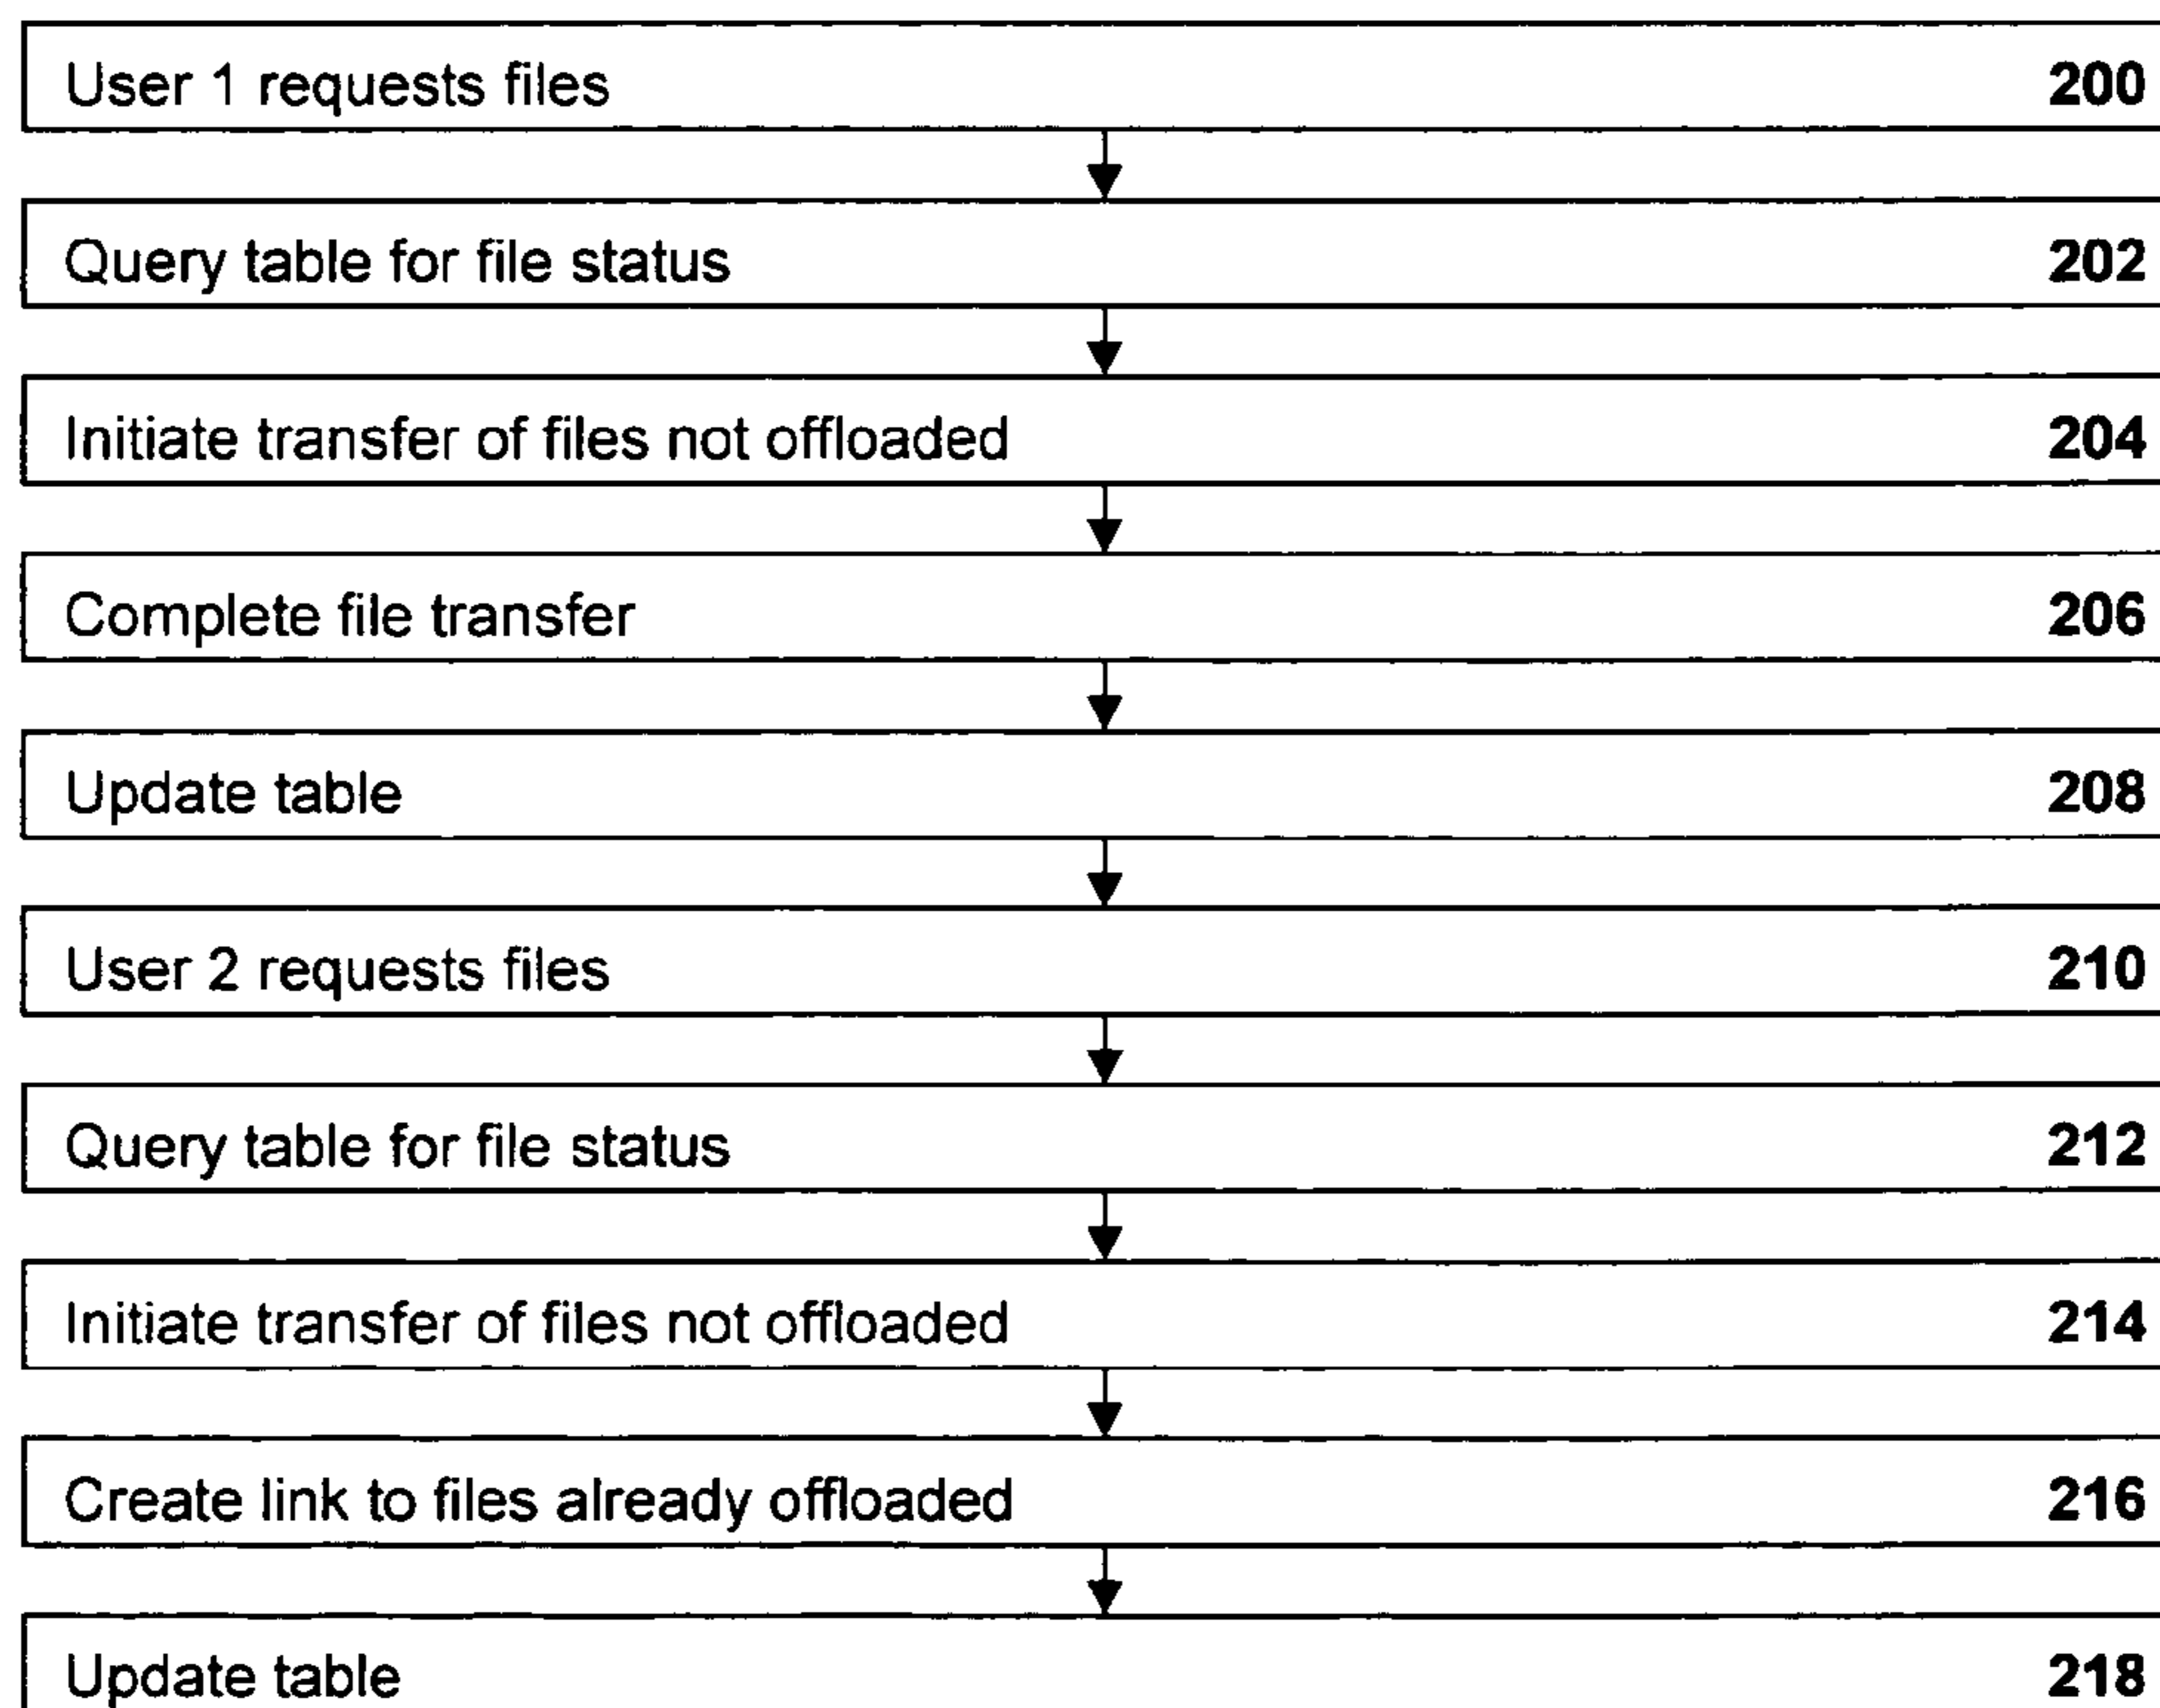 User 1 requests files 200
Query table for file status 202
Initiate transfer of files not offloaded 204
Complete file transfer 206
Update table 208
User 2 requests files 210
Query table for file status 212
Initiate transfer of files not offloaded 214
Create link to files already offloaded 216
Update table 218